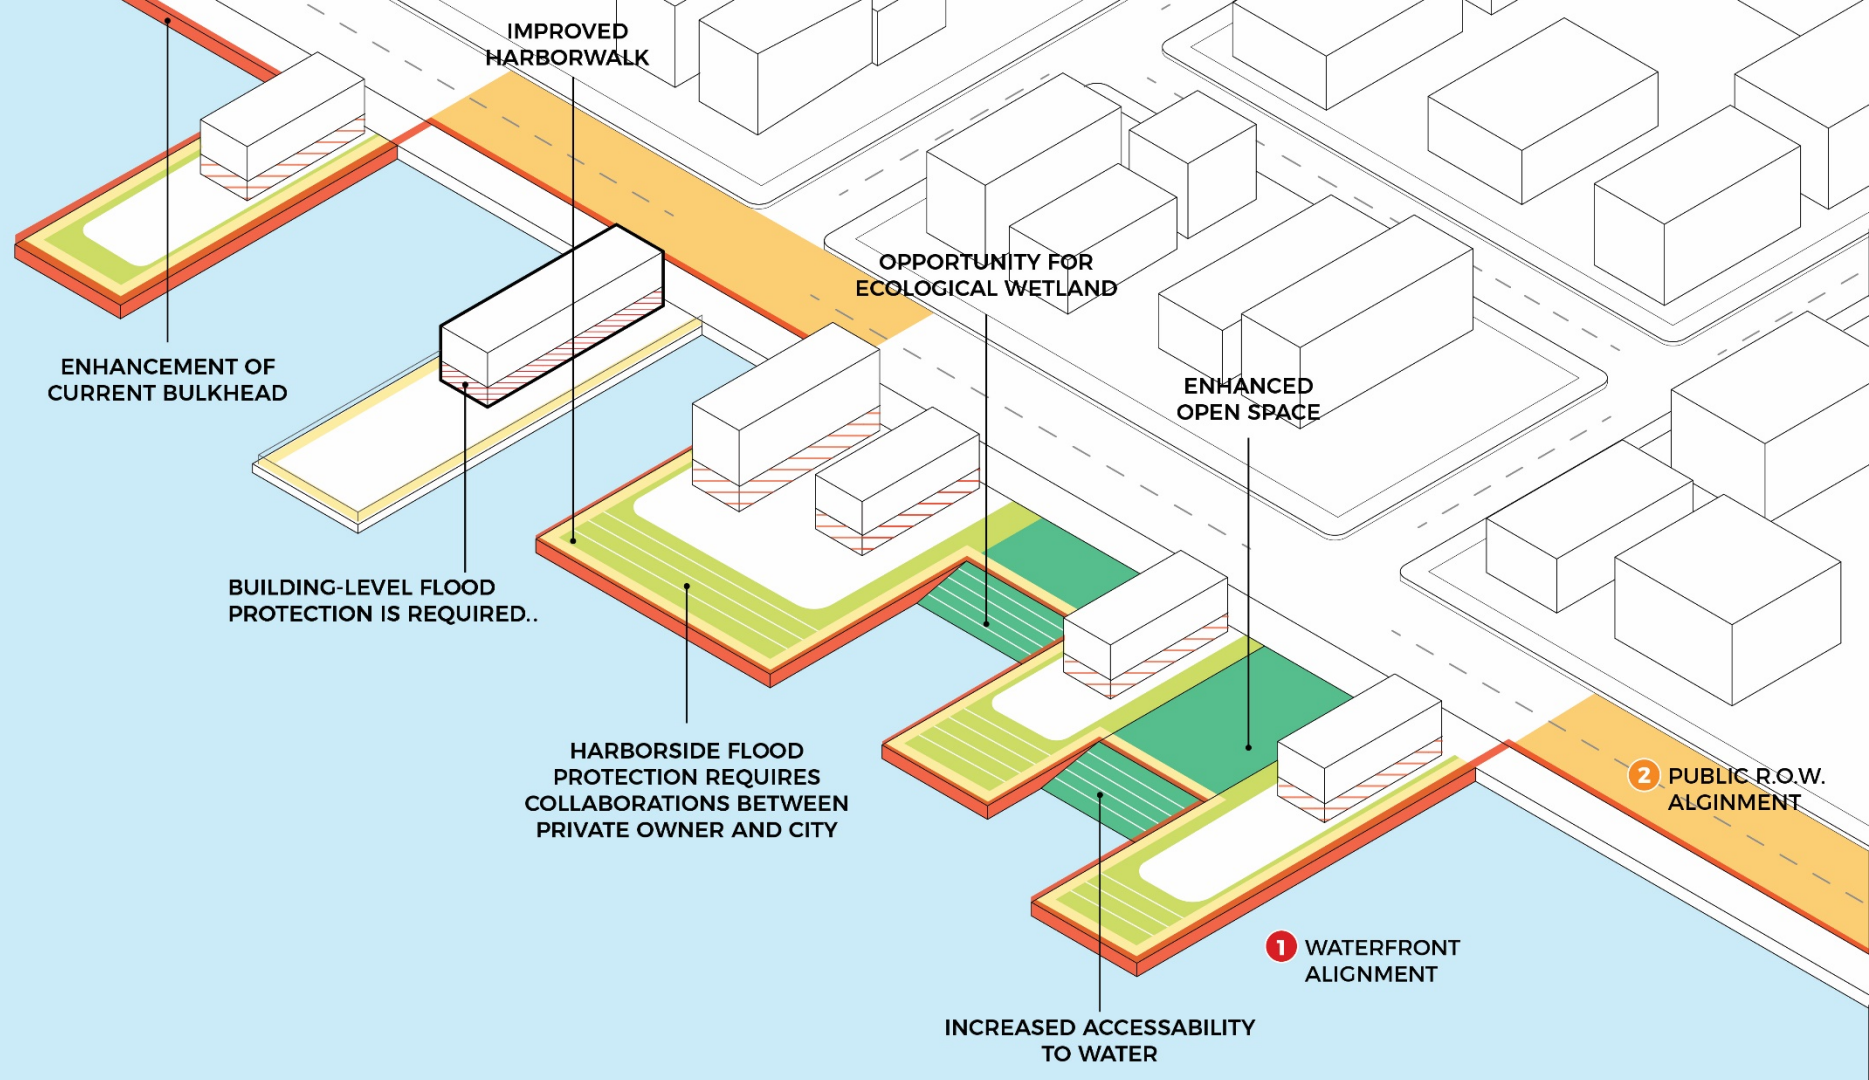 IMPROVED
HARBORWALK
OPPORTUNITY FOR
ECOLOGICAL WETLAND
ENHANCEMENT OF
CURRENT BULKHEAD
ENHANCED
OPEN SPACE
BUILDING-LEVEL FLOOD
PROTECTION IS REQUIRED..
HARBORSIDE FLOOD
PROTECTION REQUIRES
COLLABORATIONS BETWEEN
PRIVATE OWNER AND CITY
2 PUBLIC R.O.W.
ALGINMENT
1 WATERFRONT
ALIGNMENT
INCREASED ACCESSABILITY
TO WATER